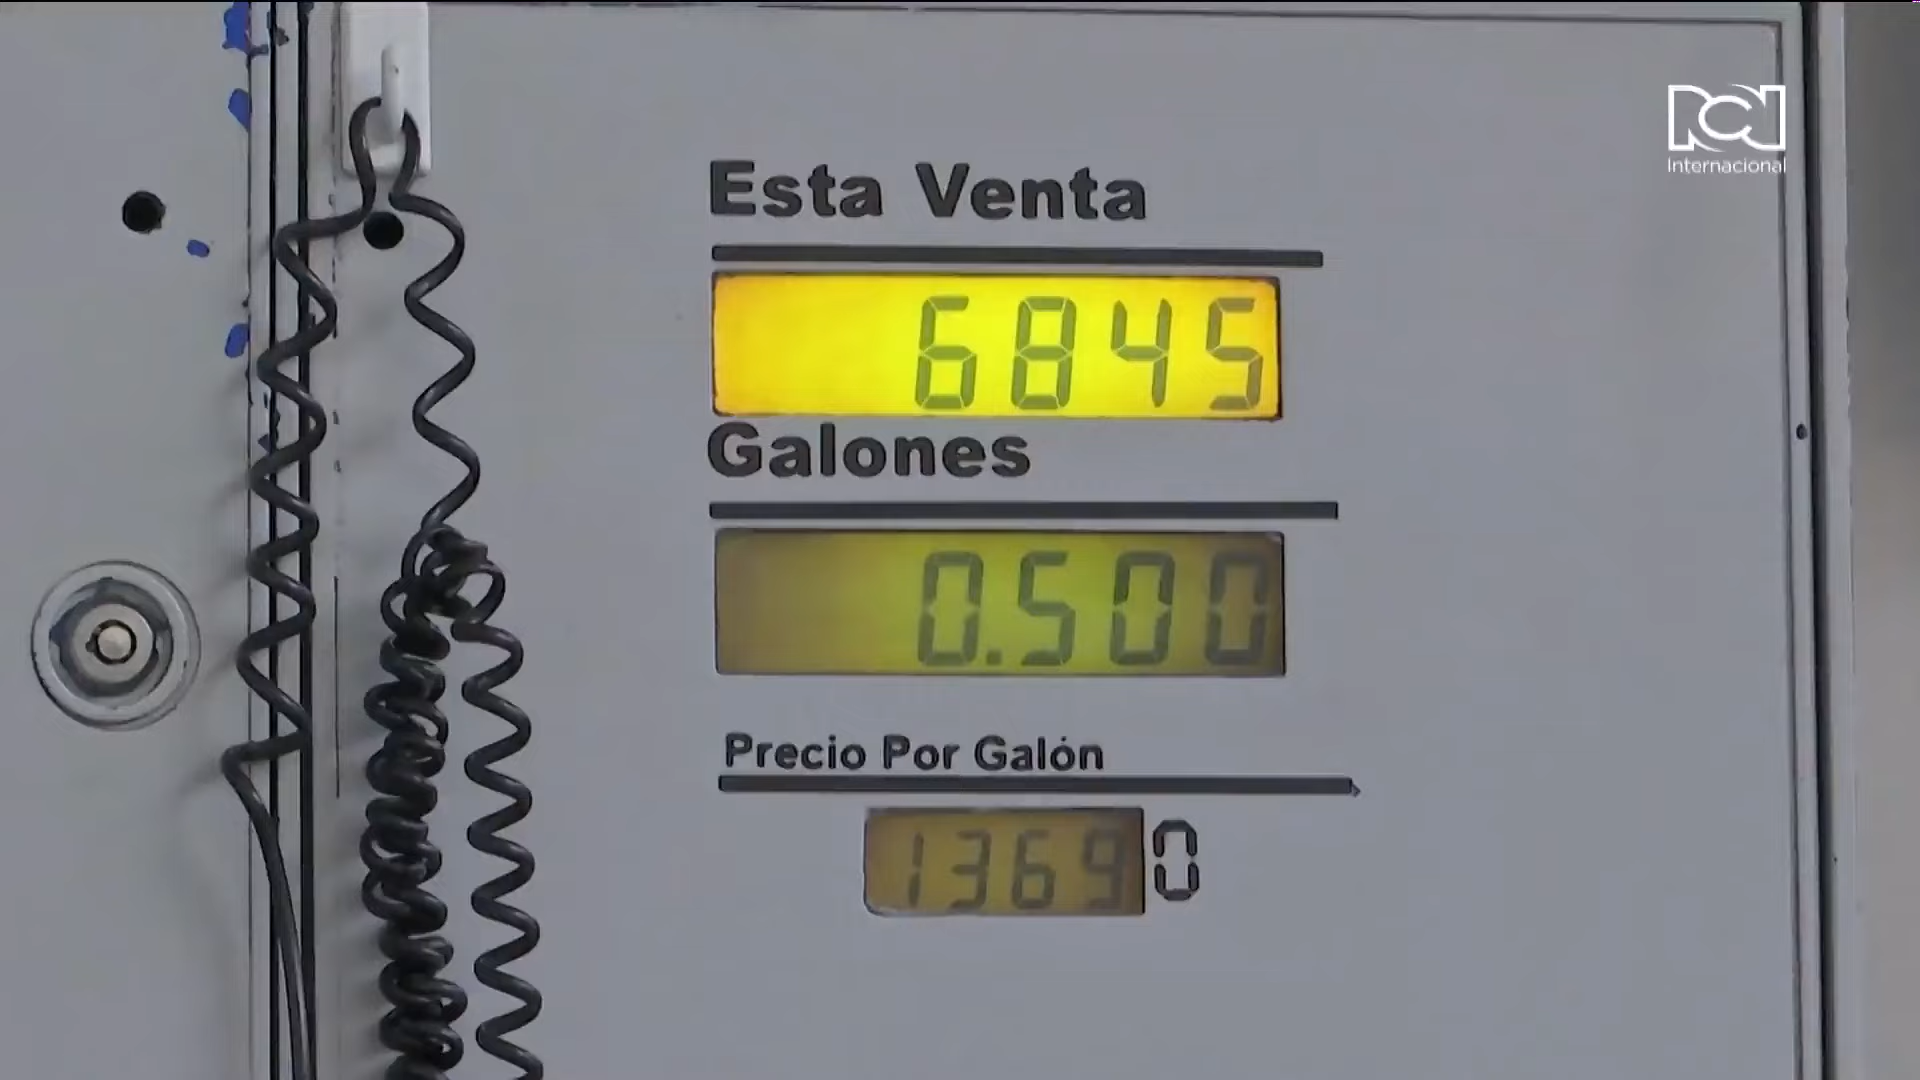 RCN
Internacional
Esta Venta
6845
Galones
0.500
Precio Por Galón
13690